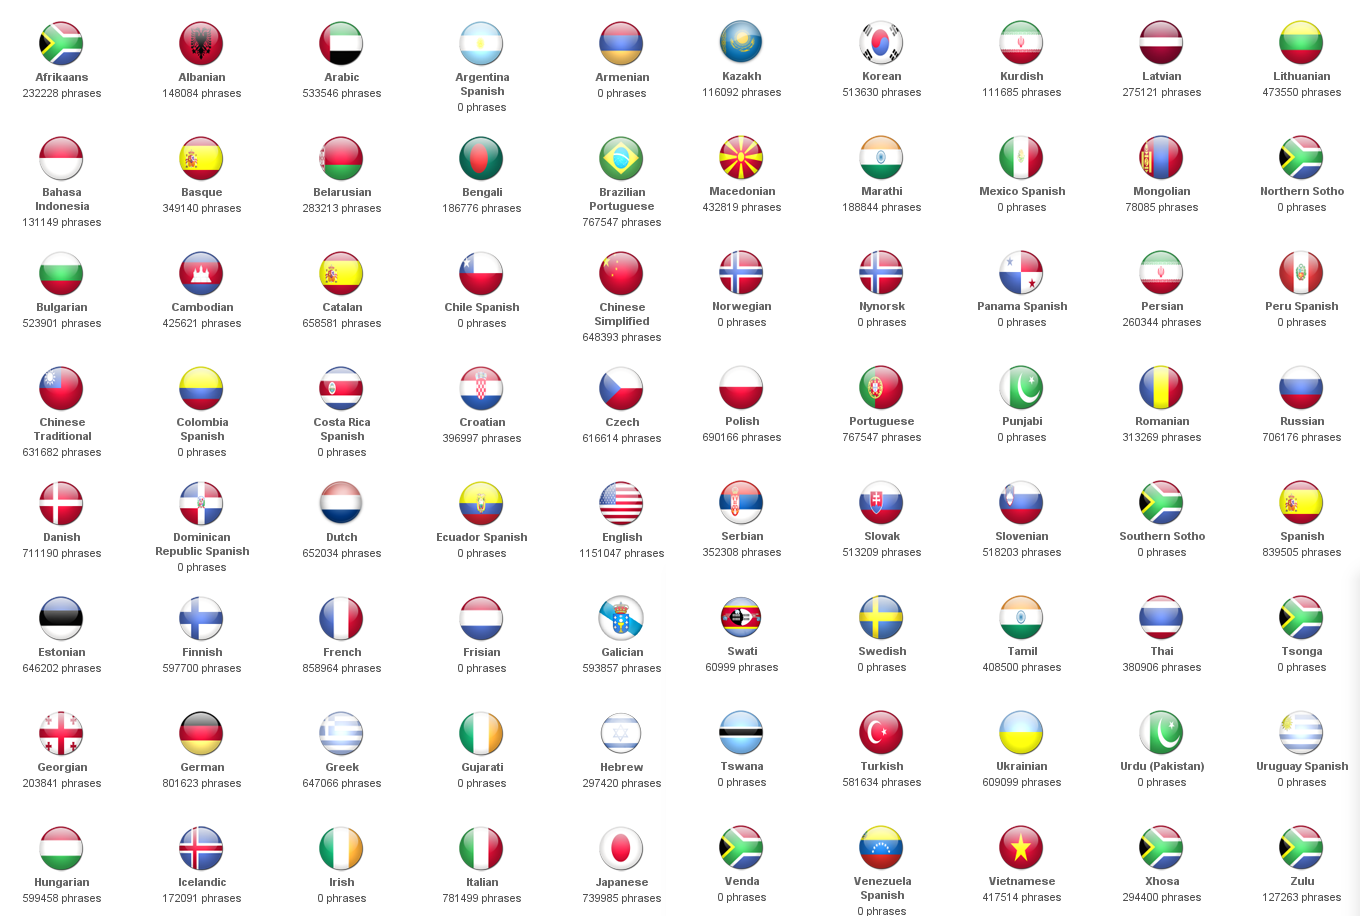 Afrikaans
232228 phrases
Albanian
148084 phrases
Arabic
533546 phrases
Argentina
Spanish
0 phrases
Armenian
0 phrases
Kazakh
116092 phrases
Korean
513630 phrases
Kurdish
111685 phrases
Latvian
275121 phrases
Lithuanian
473550 phrases
Bahasa
Indonesia
131149 phrases
Basque
349140 phrases
Belarusian
283213 phrases
Bengali
186776 phrases
Brazilian
Portuguese
767547 phrases
Macedonian
432819 phrases
Marathi
188844 phrases
Mexico Spanish
0 phrases
Mongolian
78085 phrases
Northern Sotho
0 phrases
Bulgarian
523901 phrases
Cambodian
425621 phrases
Catalan
658581 phrases
Chile Spanish
0 phrases
Chinese
Simplified
648393 phrases
Norwegian
0 phrases
Nynorsk
0 phrases
Panama Spanish
0 phrases
Persian
260344 phrases
Peru Spanish
0 phrases
Chinese
Traditional
631682 phrases
Colombia
Spanish
0 phrases
Costa Rica
Spanish
0 phrases
Croatian
396997 phrases
Czech
616614 phrases
Polish
690166 phrases
Portuguese
767547 phrases
Punjabi
0 phrases
Romanian
313269 phrases
Russian
706176 phrases
Danish
711190 phrases
Dominican
Republic Spanish
0 phrases
Dutch
652034 phrases
Ecuador Spanish
0 phrases
English
1151047 phrases
Serbian
352308 phrases
Slovak
513209 phrases
Slovenian
518203 phrases
Southern Sotho
0 phrases
Spanish
839505 phrases
Estonian
646202 phrases
Finnish
597700 phrases
French
858964 phrases
Frisian
0 phrases
Galician
593857 phrases
Swati
60999 phrases
Swedish
0 phrases
Tamil
408500 phrases
Thai
380906 phrases
Tsonga
0 phrases
Georgian
203841 phrases
German
801623 phrases
Greek
647066 phrases
Gujarati
0 phrases
Hebrew
297420 phrases
Tswana
0 phrases
Turkish
581634 phrases
Ukrainian
609099 phrases
Urdu (Pakistan)
0 phrases
Uruguay Spanish
0 phrases
Hungarian
599458 phrases
Icelandic
172091 phrases
Irish
0 phrases
Italian
781499 phrases
Japanese
739985 phrases
Venda
0 phrases
Venezuela
Spanish
0 phrases
Vietnamese
417514 phrases
Xhosa
294400 phrases
Zulu
127263 phrases